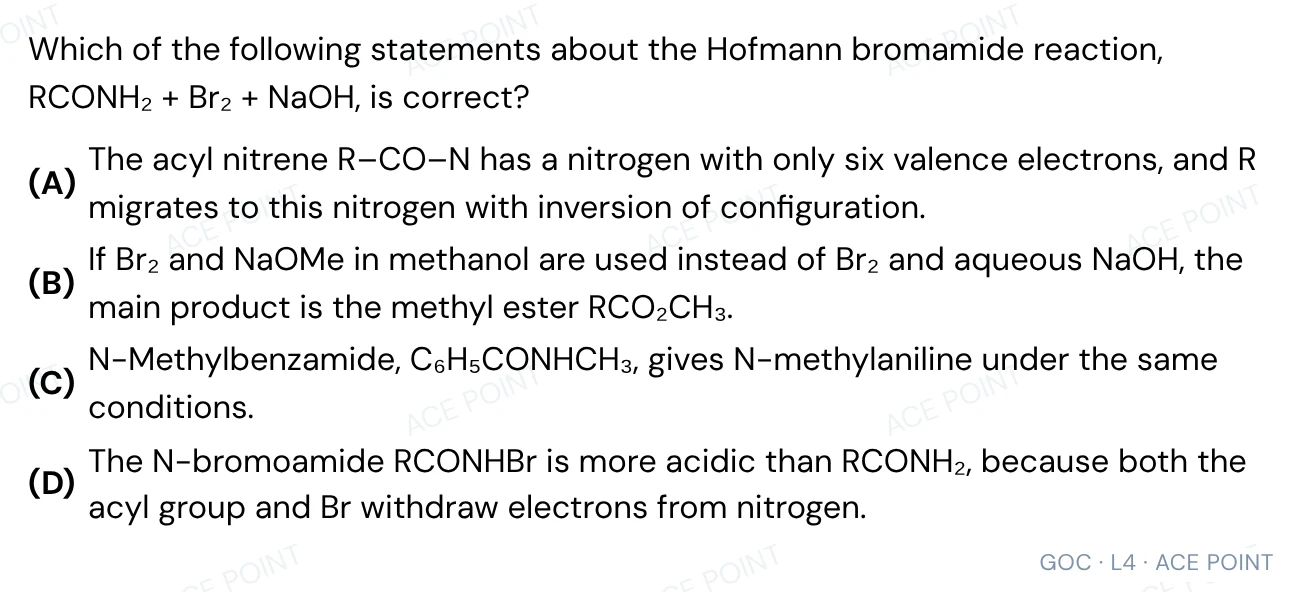 Which of the following statements about the Hofmann bromamide reaction,
RCONH₂ + Br₂ + NaOH, is correct?
(A) The acyl nitrene R–CO–N has a nitrogen with only six valence electrons, and R
migrates to this nitrogen with inversion of configuration.
(B) If Br₂ and NaOMe in methanol are used instead of Br₂ and aqueous NaOH, the
main product is the methyl ester RCO₂CH₃.
(C) N–Methylbenzamide, C₆H₅CONHCH₃, gives N–methylaniline under the same
conditions.
(D) The N–bromoamide RCONHBr is more acidic than RCONH₂, because both the
acyl group and Br withdraw electrons from nitrogen.
GOC · L4 · ACE POINT